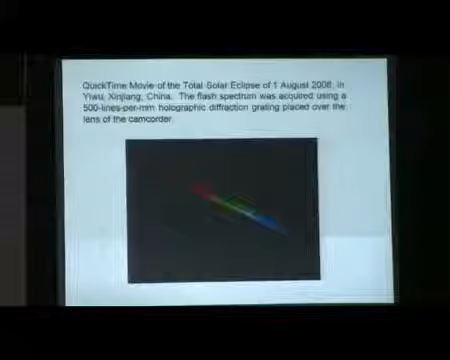 QuickTime Movie of the Total Solar Eclipse of 1 August 2008, in
Yiwu, Xinjiang, China. The flash spectrum was acquired using a
500-lines-per-mm holographic diffraction grating placed over the
lens of the camcorder.